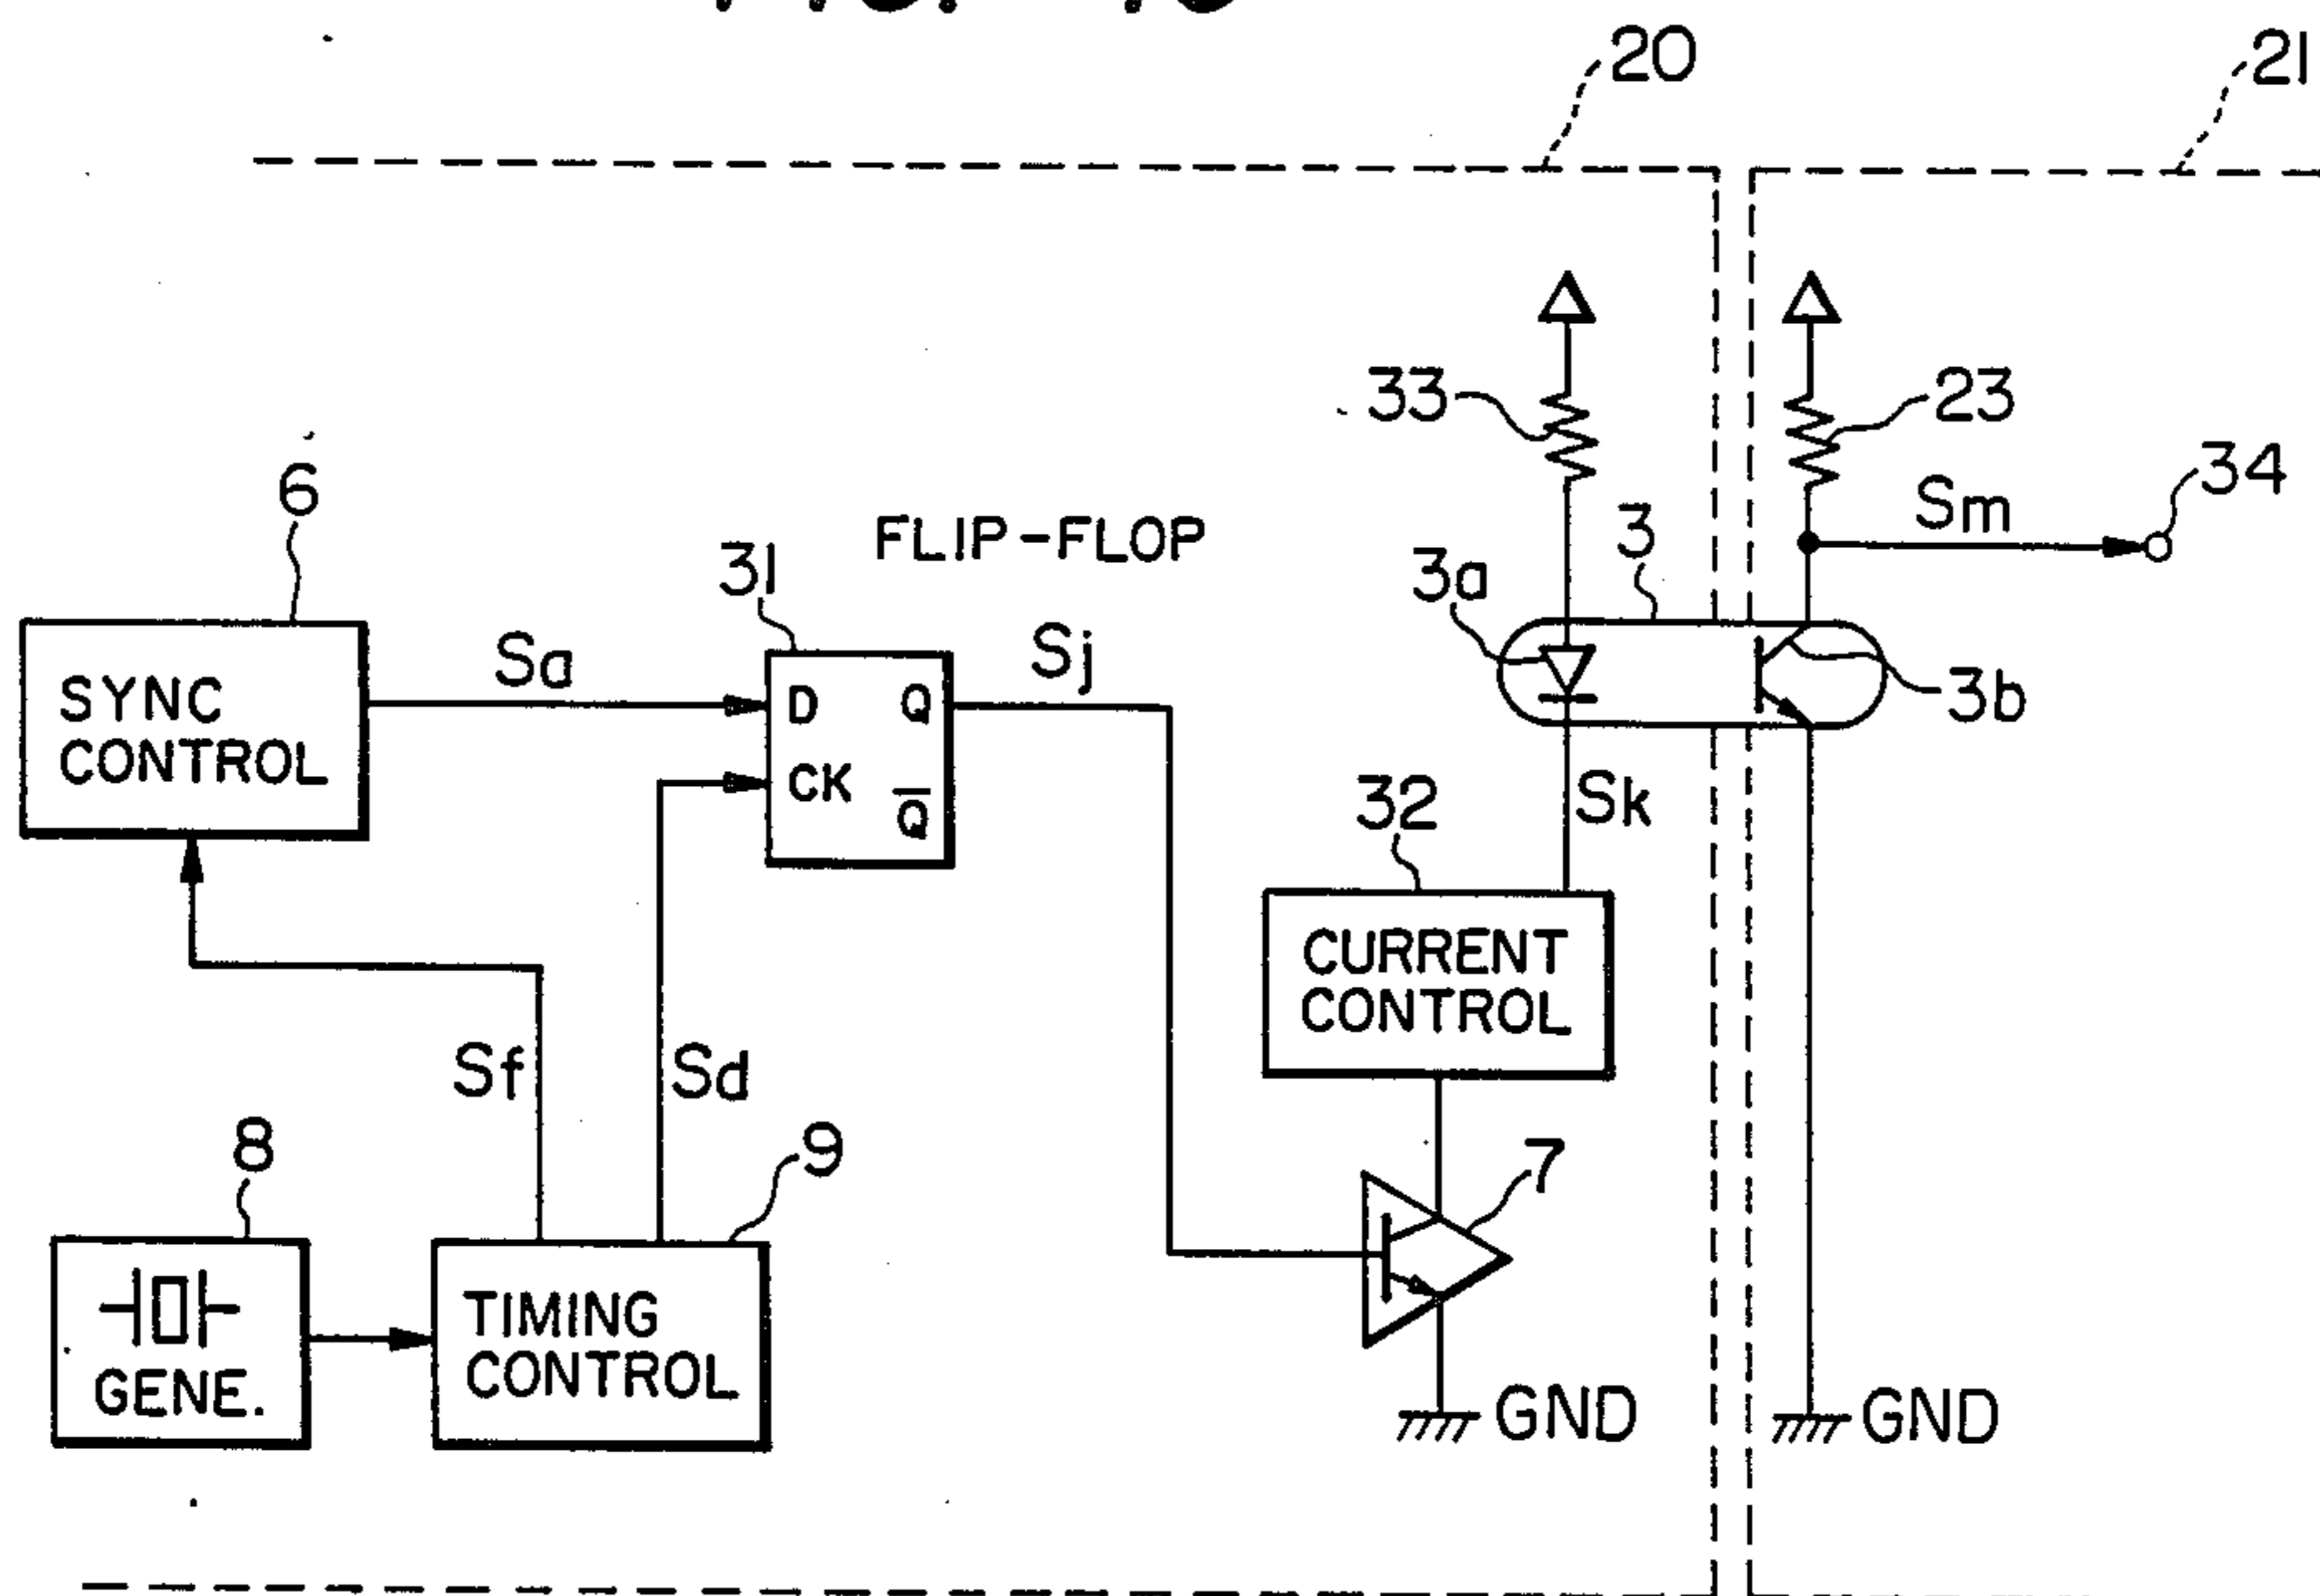 20
21
33
23
34
Sm
6
FLIP-FLOP
31
3
3a
Sa
Sj
SYNC
CONTROL
D
Q
3b
CK
Q̅
32
Sk
CURRENT
CONTROL
Sf
Sd
8
9
7
TIMING
CONTROL
GENE.
GND
GND